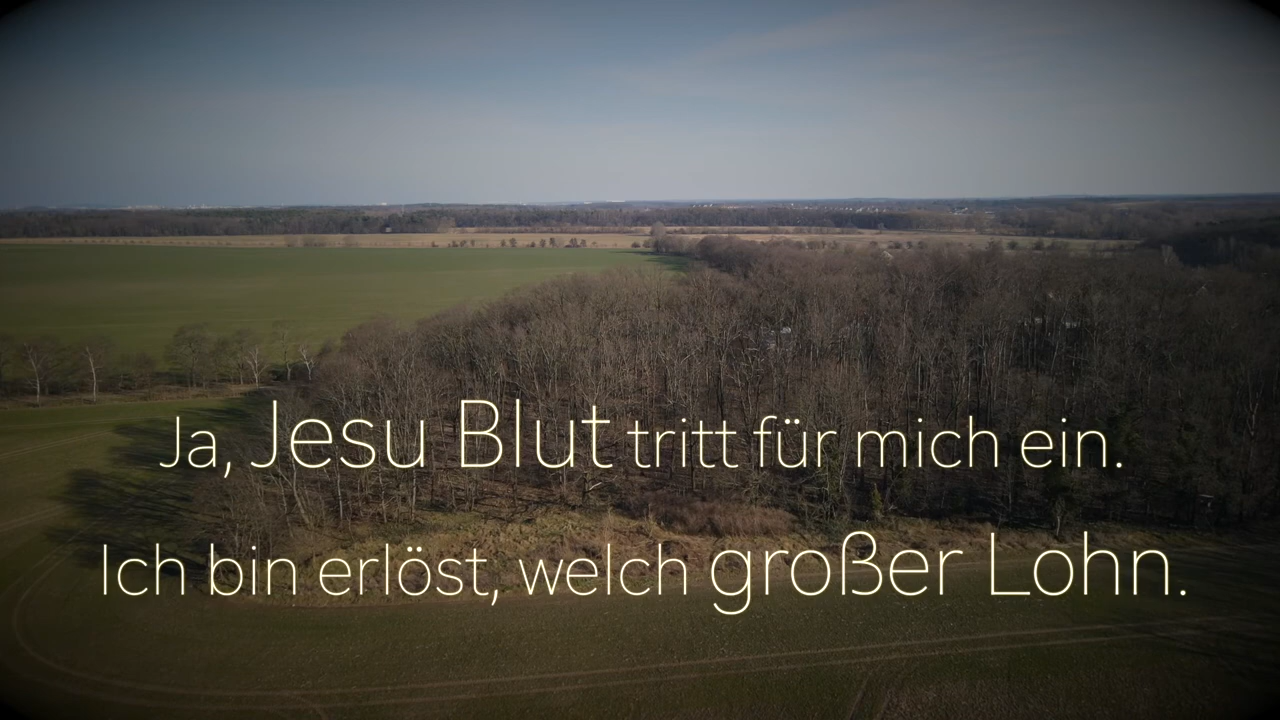 Ja, Jesu Blut tritt für mich ein.
Ich bin erlöst, welch großer Lohn.